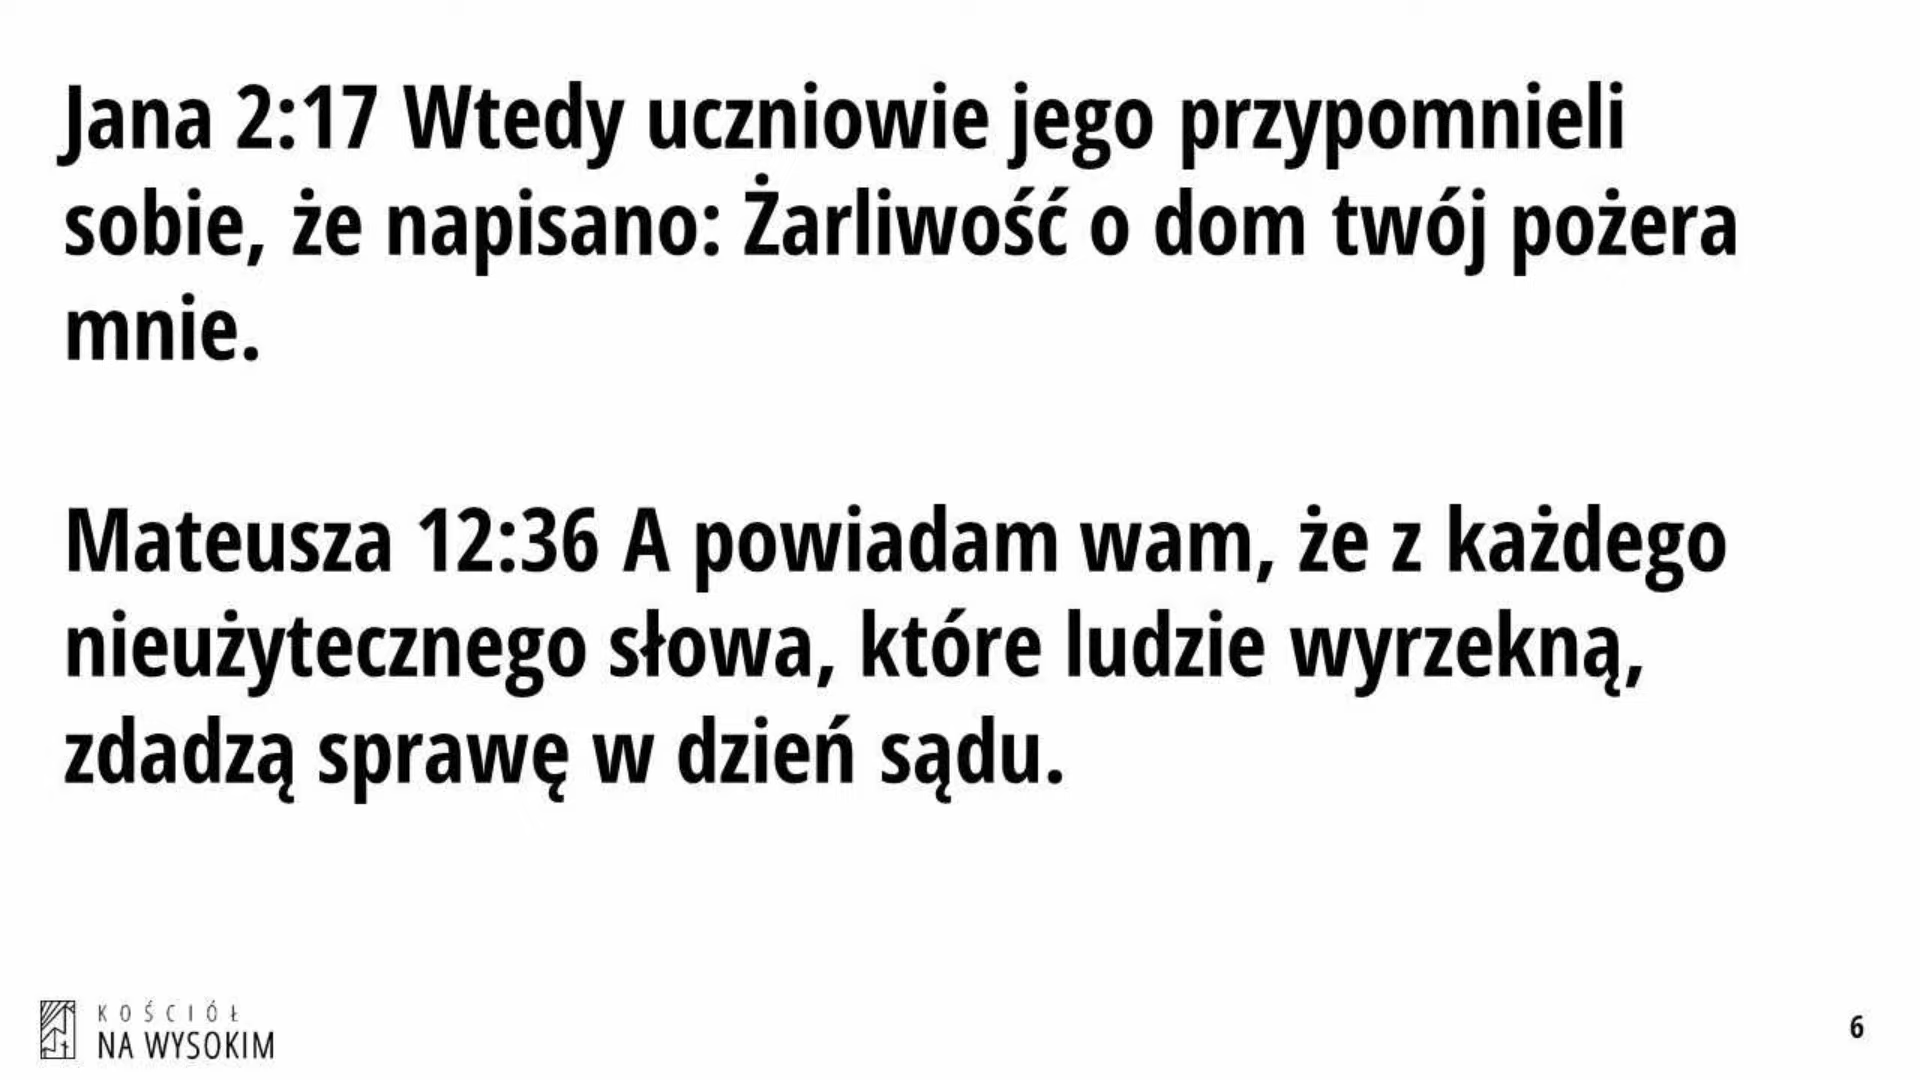 Jana 2:17 Wtedy uczniowie jego przypomnieli
sobie, że napisano: Żarliwość o dom twój pożera
mnie.
Mateusza 12:36 A powiadam wam, że z każdego
nieużytecznego słowa, które ludzie wyrzekną,
zdadzą sprawę w dzień sądu.
KOŚCIÓŁ
NA WYSOKIM
6